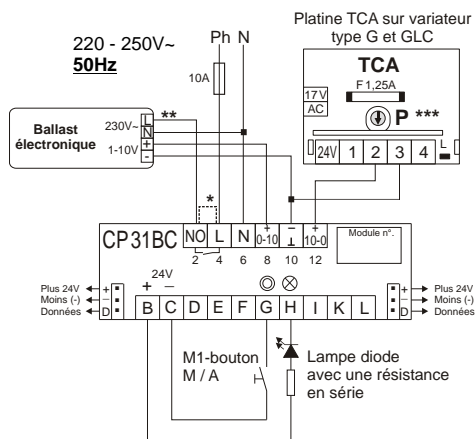 Platine TCA sur variateur
type G et GLC
220 - 250V~
50Hz
Ph N
10A
TCA
F 1,25A
17V
AC
P ***
24V 1 2 3 4 L
Ballast
électronique
230V~
1-10V
L
N
+
-
**
*
CP31BC
NO L N + 0-10 - ⊥ + 10-0
2 4 6 8 10 12
Module n°.
Plus 24V
Moins (-)
Données
+
–
D
24V
+ –
B C D E F G H I K L
+
–
D
Plus 24V
Moins (-)
Données
M1-bouton
M / A
Lampe diode
avec une résistance
en série